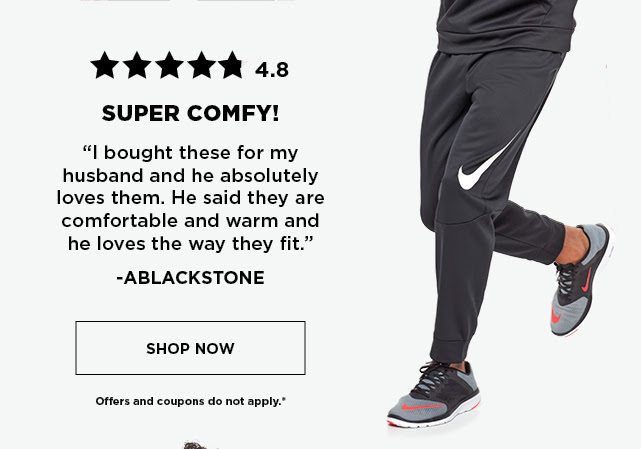 4.8
SUPER COMFY!
“I bought these for my
husband and he absolutely
loves them. He said they are
comfortable and warm and
he loves the way they fit.”
-ABLACKSTONE
SHOP NOW
Offers and coupons do not apply.*